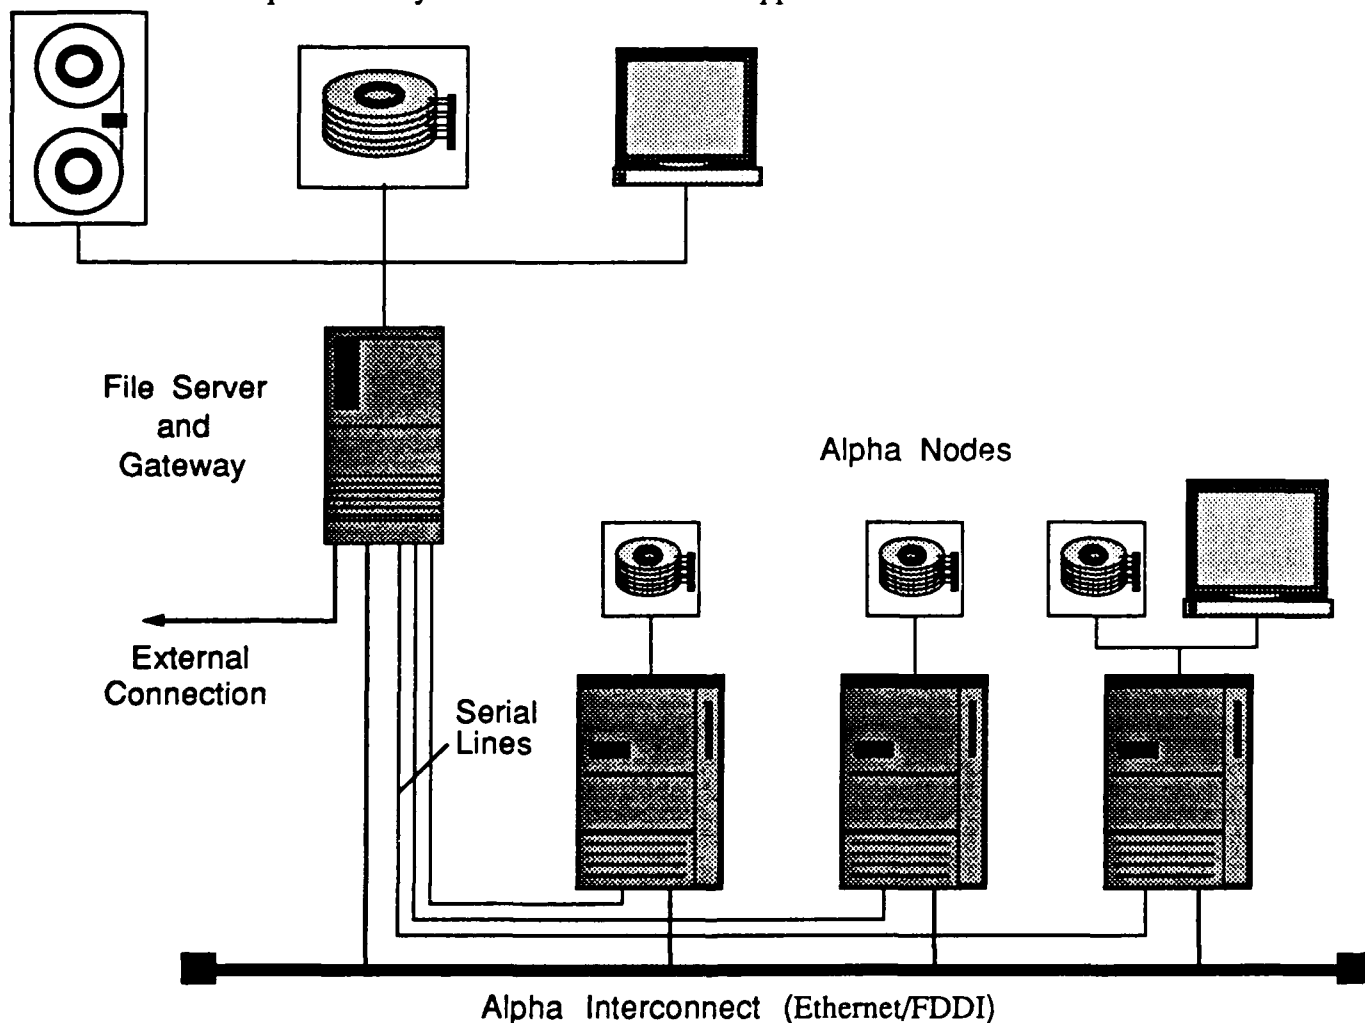 File Server
and
Gateway
Alpha Nodes
External
Connection
Serial
Lines
Alpha Interconnect (Ethernet/FDDI)